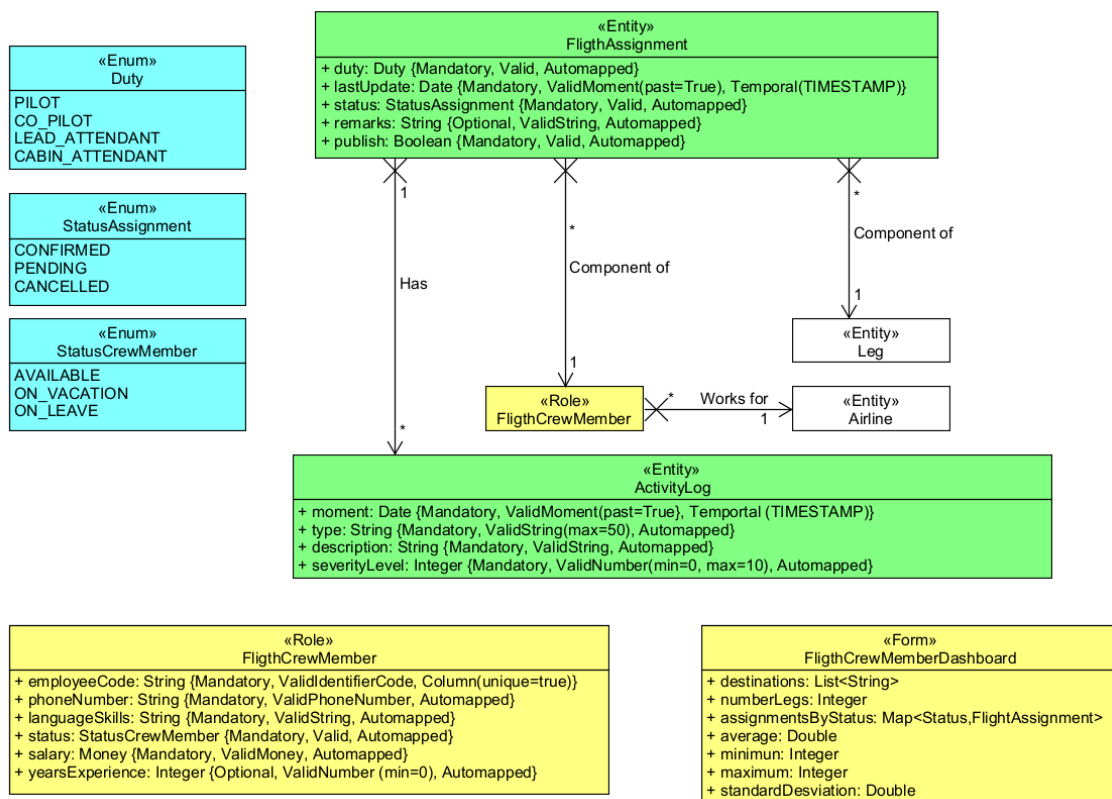 «Enum»
Duty
PILOT
CO_PILOT
LEAD_ATTENDANT
CABIN_ATTENDANT
«Enum»
StatusAssignment
CONFIRMED
PENDING
CANCELLED
«Enum»
StatusCrewMember
AVAILABLE
ON_VACATION
ON_LEAVE
«Entity»
FligthAssignment
+ duty: Duty {Mandatory, Valid, Automapped}
+ lastUpdate: Date {Mandatory, ValidMoment(past=True), Temporal(TIMESTAMP)}
+ status: StatusAssignment {Mandatory, Valid, Automapped}
+ remarks: String {Optional, ValidString, Automapped}
+ publish: Boolean {Mandatory, Valid, Automapped}
1
Has
*
*
Component of
1
*
Component of
1
«Entity»
Leg
«Role»
FligthCrewMember
*
Works for
1
«Entity»
Airline
«Entity»
ActivityLog
+ moment: Date {Mandatory, ValidMoment(past=True}, Temportal (TIMESTAMP)}
+ type: String {Mandatory, ValidString(max=50), Automapped}
+ description: String {Mandatory, ValidString, Automapped}
+ severityLevel: Integer {Mandatory, ValidNumber(min=0, max=10), Automapped}
«Role»
FligthCrewMember
+ employeeCode: String {Mandatory, ValidIdentifierCode, Column(unique=true)}
+ phoneNumber: String {Mandatory, ValidPhoneNumber, Automapped}
+ languageSkills: String {Mandatory, ValidString, Automapped}
+ status: StatusCrewMember {Mandatory, Valid, Automapped}
+ salary: Money {Mandatory, ValidMoney, Automapped}
+ yearsExperience: Integer {Optional, ValidNumber (min=0), Automapped}
«Form»
FligthCrewMemberDashboard
+ destinations: List<String>
+ numberLegs: Integer
+ assignmentsByStatus: Map<Status,FlightAssignment>
+ average: Double
+ minimun: Integer
+ maximum: Integer
+ standardDesviation: Double